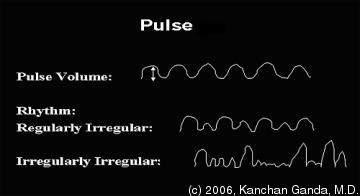 Pulse
Pulse Volume:
Rhythm:
Regularly Irregular:
Irregularly Irregular:
(c) 2006, Kanchan Ganda, M.D.